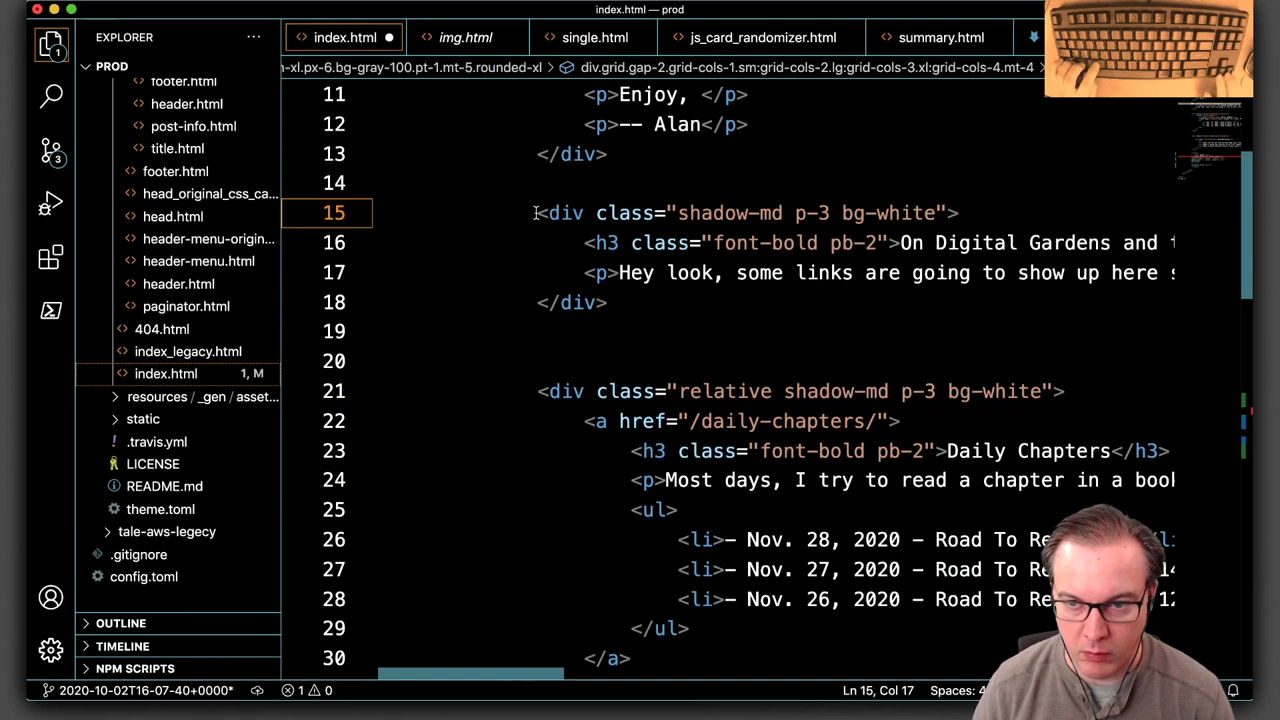 index.html — prod
EXPLORER
index.html
img.html
single.html
js_card_randomizer.html
summary.html
PROD
n-xl.px-6.bg-gray-100.pt-1.mt-5.rounded-xl > div.grid.gap-2.grid-cols-1.sm:grid-cols-2.lg:grid-cols-3.xl:grid-cols-4.mt-4 >
footer.html
header.html
post-info.html
title.html
footer.html
head_original_css_ca...
head.html
header-menu-origin...
header-menu.html
header.html
paginator.html
404.html
index_legacy.html
index.html 1, M
resources / _gen / asset...
static
.travis.yml
LICENSE
README.md
theme.toml
tale-aws-legacy
.gitignore
config.toml
OUTLINE
TIMELINE
NPM SCRIPTS
11 <p>Enjoy, </p>
12 <p>-- Alan</p>
13 </div>
14
15 <div class="shadow-md p-3 bg-white">
16 <h3 class="font-bold pb-2">On Digital Gardens and
17 <p>Hey look, some links are going to show up here s
18 </div>
19
20
21 <div class="relative shadow-md p-3 bg-white">
22 <a href="/daily-chapters/">
23 <h3 class="font-bold pb-2">Daily Chapters</h3>
24 <p>Most days, I try to read a chapter in a
25 <ul>
26 <li>- Nov. 28, 2020 - Road To
27 <li>- Nov. 27, 2020 - Road To
28 <li>- Nov. 26, 2020 - Road To
29 </ul>
30 </a>
1
3
2020-10-02T16-07-40+0000* 1 0
Ln 15, Col 17 Spaces: